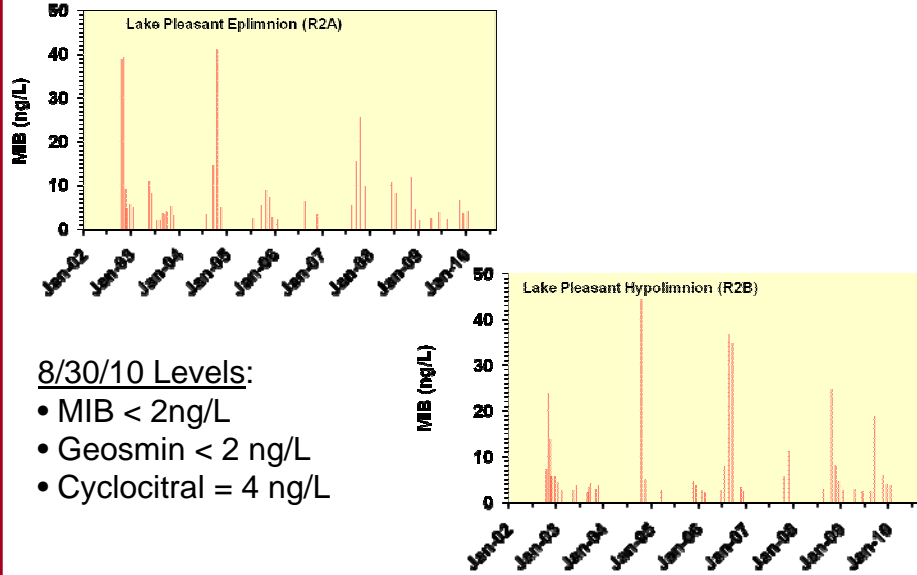 Lake Pleasant Eplimnion (R2A)
MIB (ng/L)
50
40
30
20
10
0
Jan-02
Jan-03
Jan-04
Jan-05
Jan-06
Jan-07
Jan-08
Jan-09
Jan-10
Lake Pleasant Hypolimnion (R2B)
MIB (ng/L)
50
40
30
20
10
0
Jan-02
Jan-03
Jan-04
Jan-05
Jan-06
Jan-07
Jan-08
Jan-09
Jan-10
8/30/10 Levels:
• MIB < 2ng/L
• Geosmin < 2 ng/L
• Cyclocitral = 4 ng/L